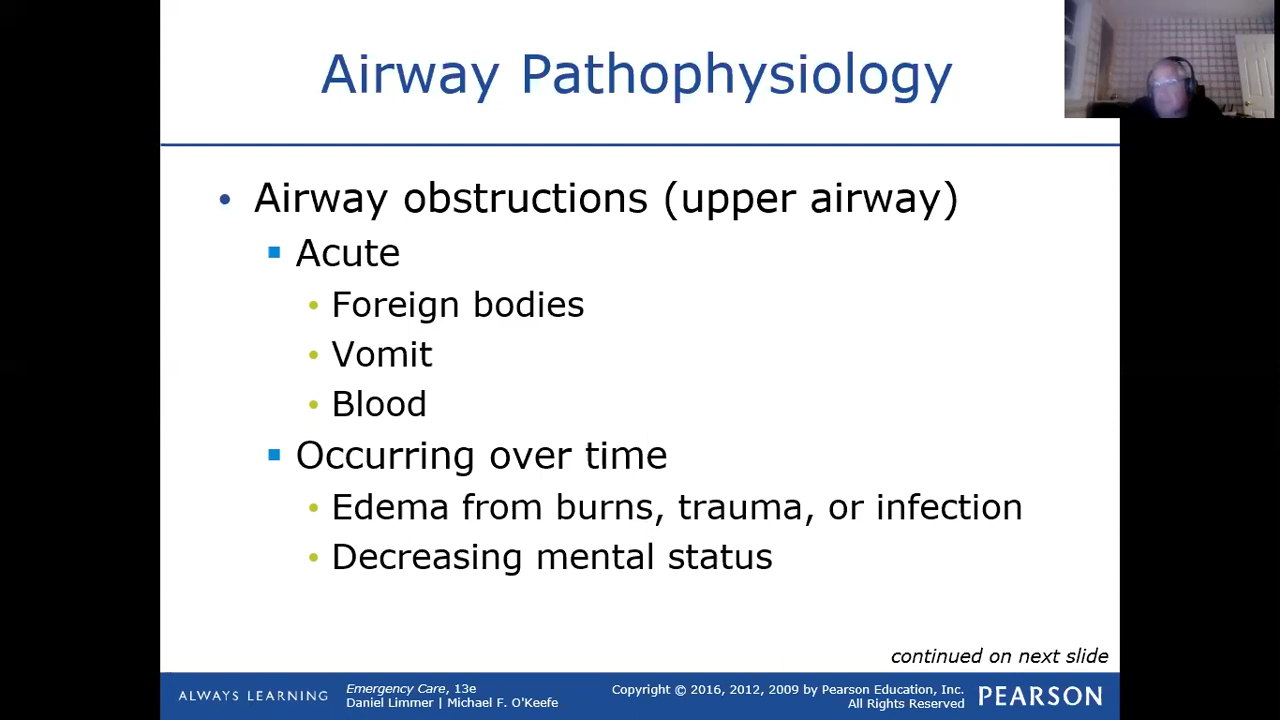 Airway Pathophysiology
• Airway obstructions (upper airway)
▪ Acute
• Foreign bodies
• Vomit
• Blood
▪ Occurring over time
• Edema from burns, trauma, or infection
• Decreasing mental status
continued on next slide
ALWAYS LEARNING
Emergency Care, 13e
Daniel Limmer | Michael F. O'Keefe
Copyright © 2016, 2012, 2009 by Pearson Education, Inc.
All Rights Reserved
PEARSON